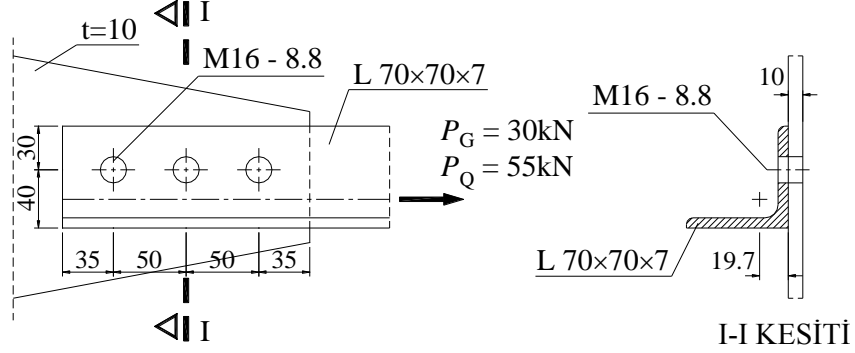 I
t=10
M16 - 8.8
L 70×70×7
P_G = 30kN
P_Q = 55kN
30
40
35
50
50
35
I
10
M16 - 8.8
L 70×70×7
19.7
I-I KESİTİ